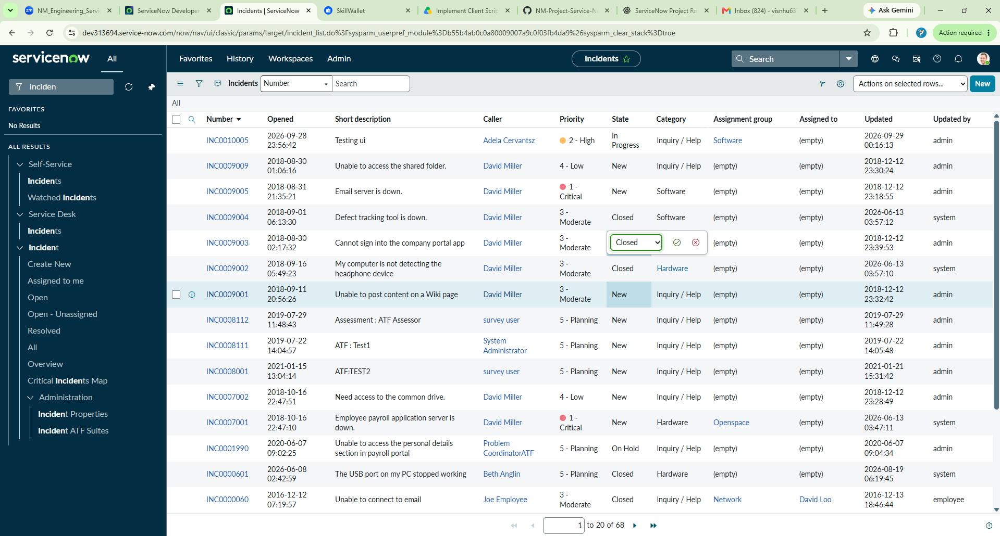 NM_Engineering_Servic
ServiceNow Developer
Incidents | ServiceNow
SkillWallet
Implement Client Scrip
NM-Project-Service-N
ServiceNow Project Ro
Inbox (824) - visnhu63
Ask Gemini
dev313694.service-now.com/now/nav/ui/classic/params/target/incident_list.do%3Fsysparm_userpref_module%3Db55b4ab0c0a80009007a9c0f03fb4da9%26sysparm_clear_stack%3Dtrue
Action required
servicenow
All
Favorites
History
Workspaces
Admin
Incidents
Search
inciden
FAVORITES
No Results
ALL RESULTS
Self-Service
Incidents
Watched Incidents
Service Desk
Incidents
Incident
Create New
Assigned to me
Open
Open - Unassigned
Resolved
All
Overview
Critical Incidents Map
Administration
Incident Properties
Incident ATF Suites
Incidents Number Search
Actions on selected rows...
New
All
Number Opened Short description Caller Priority State Category Assignment group Assigned to Updated Updated by
INC0010005 2026-09-28 23:56:42 Testing ui Adela Cervantsz 2 - High In Progress Inquiry / Help Software (empty) 2026-09-29 00:16:13 admin
INC0009009 2018-08-30 01:06:16 Unable to access the shared folder. David Miller 4 - Low New Inquiry / Help (empty) (empty) 2018-12-12 23:30:24 admin
INC0009005 2018-08-31 21:35:21 Email server is down. David Miller 1 - Critical New Software (empty) (empty) 2018-12-12 23:18:55 admin
INC0009004 2018-09-01 06:13:30 Defect tracking tool is down. David Miller 3 - Moderate Closed Software (empty) (empty) 2026-06-13 03:57:12 system
INC0009003 2018-08-30 02:17:32 Cannot sign into the company portal app David Miller 3 - Moderate Closed (empty) (empty) 2018-12-12 23:39:53 admin
INC0009002 2018-09-16 05:49:23 My computer is not detecting the headphone device David Miller 3 - Moderate Closed Hardware (empty) (empty) 2026-06-13 03:57:10 system
INC0009001 2018-09-11 20:56:26 Unable to post content on a Wiki page David Miller 3 - Moderate New Inquiry / Help (empty) (empty) 2018-12-12 23:32:42 admin
INC0008112 2019-07-29 11:48:43 Assessment : ATF Assessor survey user 5 - Planning New Inquiry / Help (empty) (empty) 2019-07-29 11:49:28 admin
INC0008111 2019-07-22 14:04:57 ATF : Test1 System Administrator 5 - Planning New Inquiry / Help (empty) (empty) 2019-07-22 14:05:48 admin
INC0008001 2021-01-15 13:04:14 ATF:TEST2 survey user 5 - Planning New Inquiry / Help (empty) (empty) 2021-01-21 15:31:42 admin
INC0007002 2018-10-16 22:47:51 Need access to the common drive. David Miller 4 - Low New Inquiry / Help (empty) (empty) 2018-12-12 23:28:49 admin
INC0007001 2018-10-16 22:47:10 Employee payroll application server is down. David Miller 1 - Critical New Hardware Openspace (empty) 2026-06-13 03:47:11 system
INC0001990 2020-06-07 09:02:25 Unable to access the personal details section in payroll portal Problem CoordinatorATF 5 - Planning On Hold Inquiry / Help (empty) (empty) 2020-06-07 09:04:34 admin
INC0000601 2026-06-08 02:42:59 The USB port on my PC stopped working Beth Anglin 5 - Planning Closed Hardware (empty) (empty) 2026-08-19 06:19:45 system
INC0000060 2016-12-12 07:19:57 Unable to connect to email Joe Employee 3 - Moderate Closed Inquiry / Help Network David Loo 2016-12-13 18:46:44 employee
1 to 20 of 68